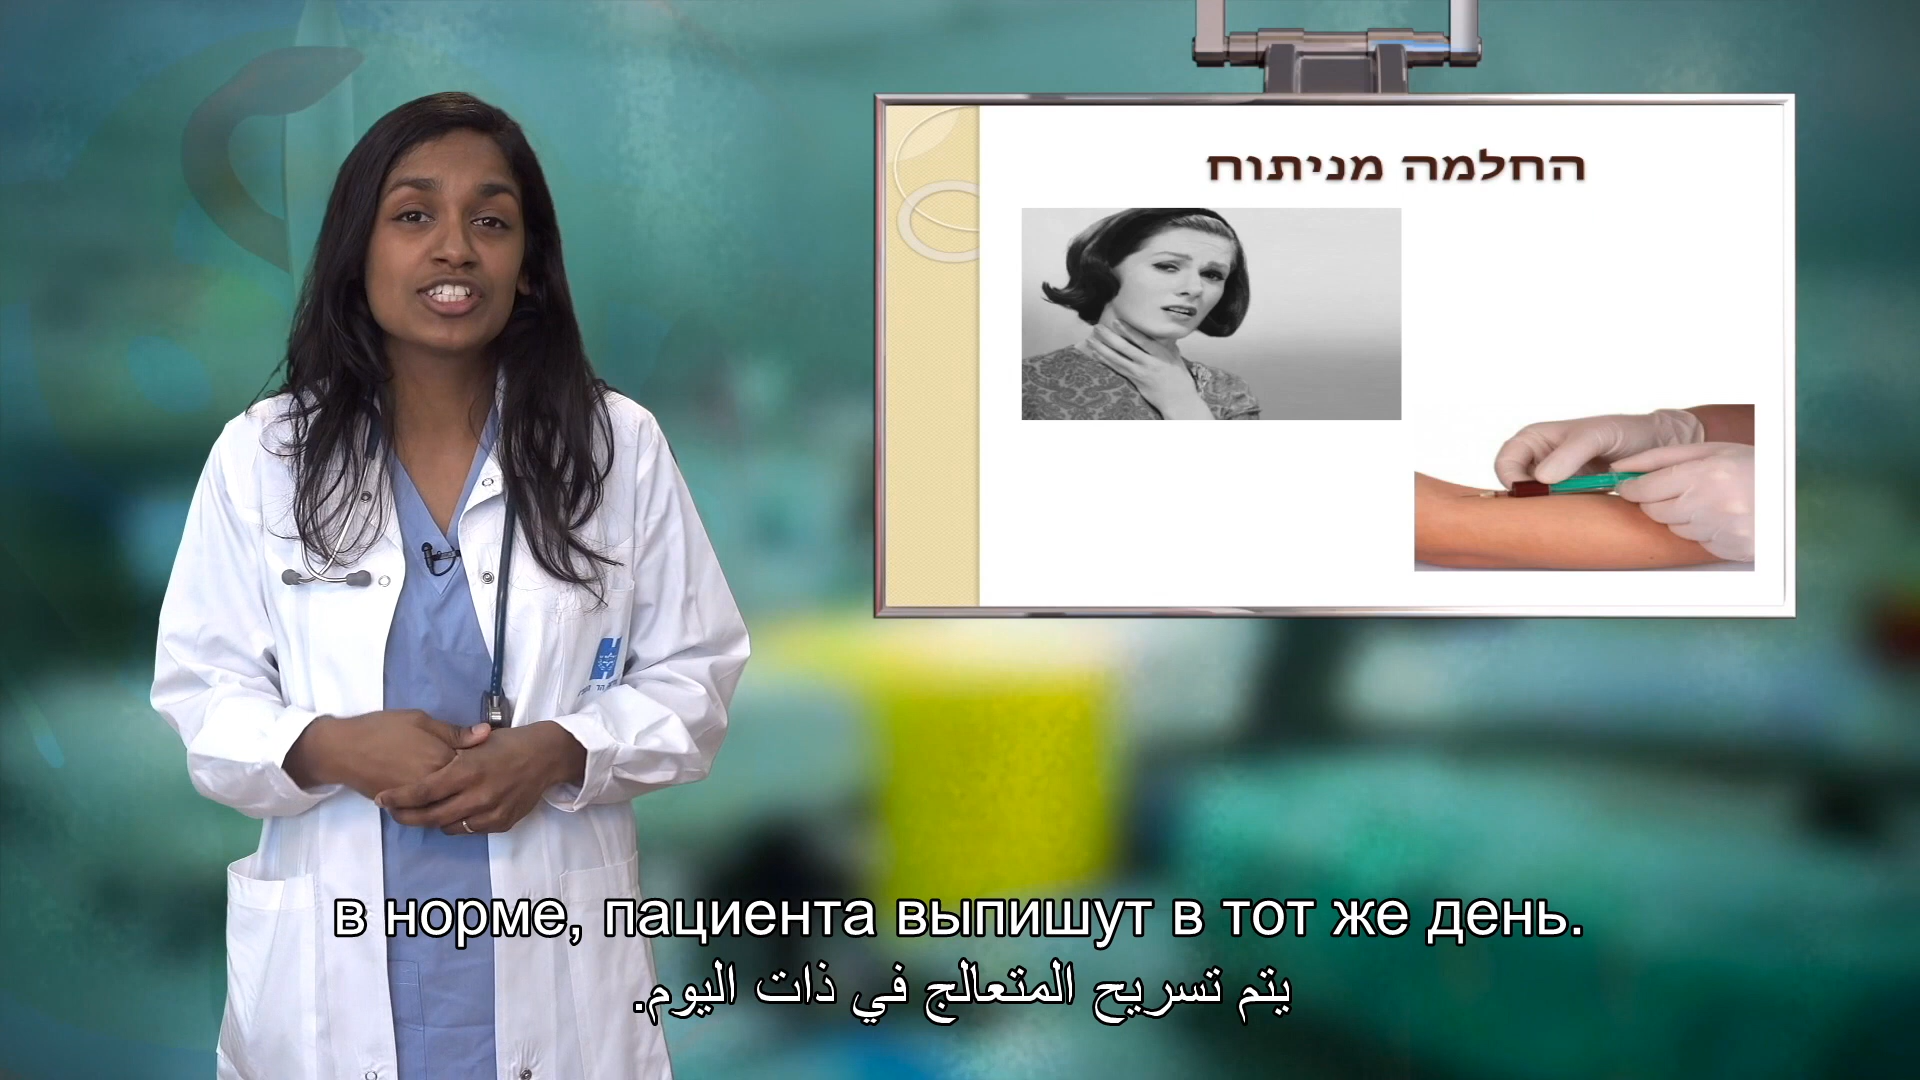 החלמה מניתוח
в норме, пациента выпишут в тот же день.
يتم تسريح المتعالج في ذات اليوم.